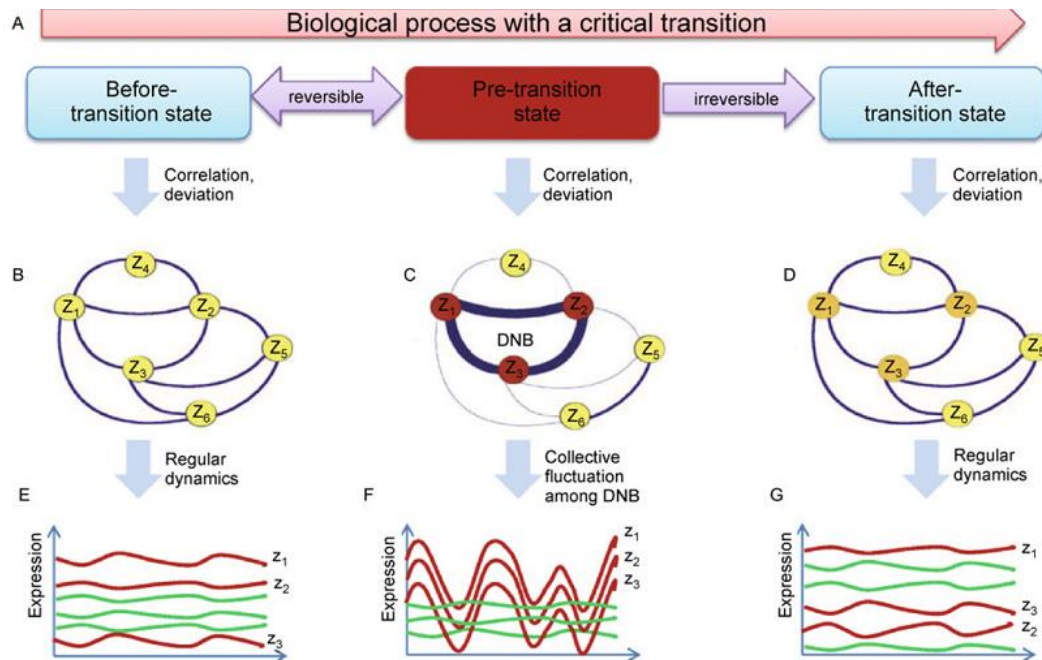 A
Biological process with a critical transition
Before-
transition state
reversible
Pre-transition
state
irreversible
After-
transition state
Correlation,
deviation
Correlation,
deviation
Correlation,
deviation
B
Z4
Z1
Z2
Z5
Z3
Z6
C
Z4
Z1
Z2
DNB
Z5
Z3
Z6
D
Z4
Z1
Z2
Z5
Z3
Z6
Regular
dynamics
Collective
fluctuation
among DNB
Regular
dynamics
E
Expression
z1
z2
z3
F
Expression
z1
z2
z3
G
Expression
z1
z3
z2